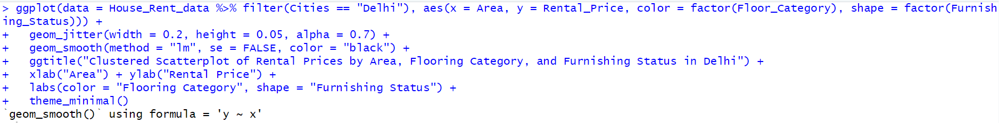 > ggplot(data = House_Rent_data %>% filter(Cities == "Delhi"), aes(x = Area, y = Rental_Price, color = factor(Floor_Category), shape = factor(Furnish
ing_Status))) +
+   geom_jitter(width = 0.2, height = 0.05, alpha = 0.7) +
+   geom_smooth(method = "lm", se = FALSE, color = "black") +
+   ggtitle("Clustered Scatterplot of Rental Prices by Area, Flooring Category, and Furnishing Status in Delhi") +
+   xlab("Area") + ylab("Rental Price") +
+   labs(color = "Flooring Category", shape = "Furnishing Status") +
+   theme_minimal()
`geom_smooth()` using formula = 'y ~ x'